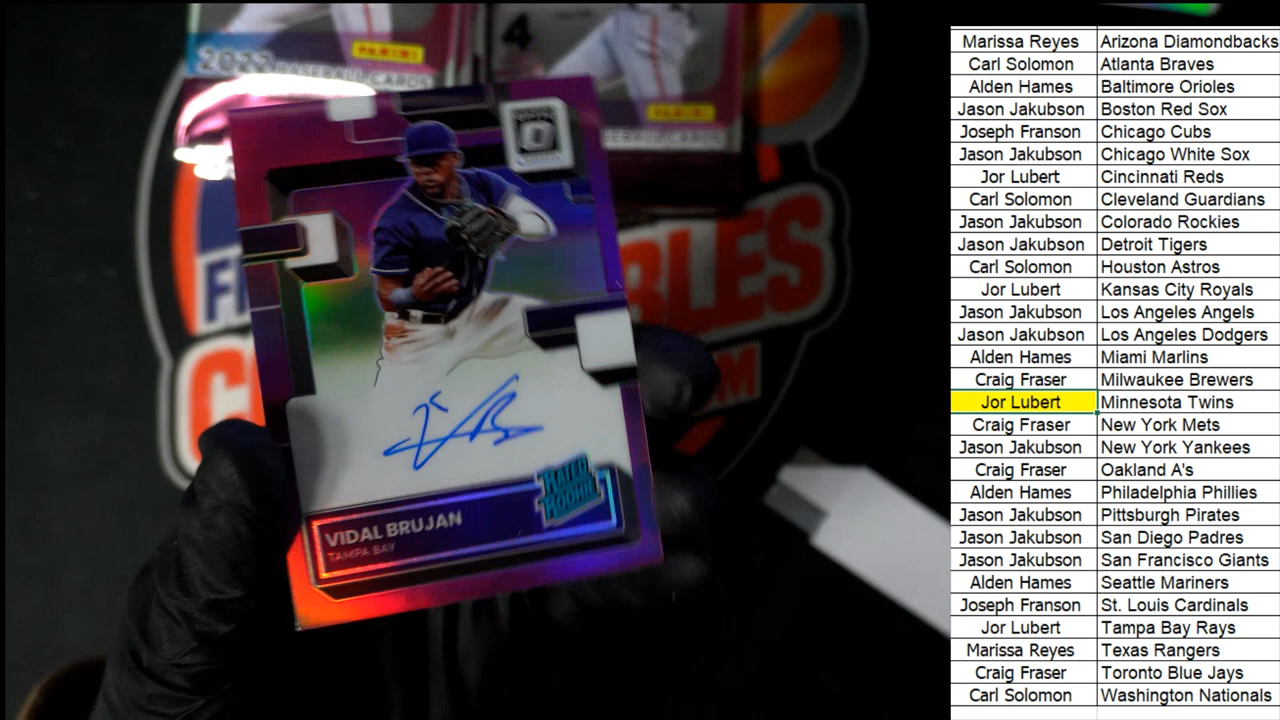 2022
PANINI
BASEBALL CARDS
4
PANINI
BASEBALL CARDS
RATED
ROOKIE
VIDAL BRUJAN
TAMPA BAY
Marissa Reyes Arizona Diamondbacks
Carl Solomon Atlanta Braves
Alden Hames Baltimore Orioles
Jason Jakubson Boston Red Sox
Joseph Franson Chicago Cubs
Jason Jakubson Chicago White Sox
Jor Lubert Cincinnati Reds
Carl Solomon Cleveland Guardians
Jason Jakubson Colorado Rockies
Jason Jakubson Detroit Tigers
Carl Solomon Houston Astros
Jor Lubert Kansas City Royals
Jason Jakubson Los Angeles Angels
Jason Jakubson Los Angeles Dodgers
Alden Hames Miami Marlins
Craig Fraser Milwaukee Brewers
Jor Lubert Minnesota Twins
Craig Fraser New York Mets
Jason Jakubson New York Yankees
Craig Fraser Oakland A's
Alden Hames Philadelphia Phillies
Jason Jakubson Pittsburgh Pirates
Jason Jakubson San Diego Padres
Jason Jakubson San Francisco Giants
Alden Hames Seattle Mariners
Joseph Franson St. Louis Cardinals
Jor Lubert Tampa Bay Rays
Marissa Reyes Texas Rangers
Craig Fraser Toronto Blue Jays
Carl Solomon Washington Nationals